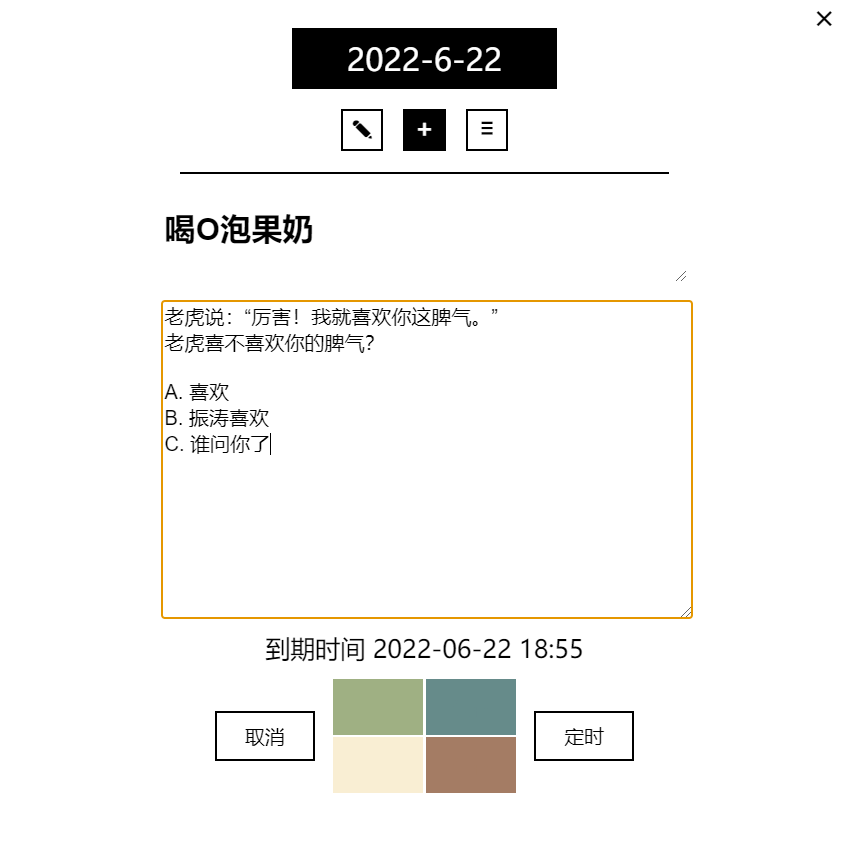 2022-6-22
喝O泡果奶
老虎说：“厉害！我就喜欢你这脾气。”
老虎喜不喜欢你的脾气？
A. 喜欢
B. 振涛喜欢
C. 谁问你了
到期时间 2022-06-22 18:55
取消
定时